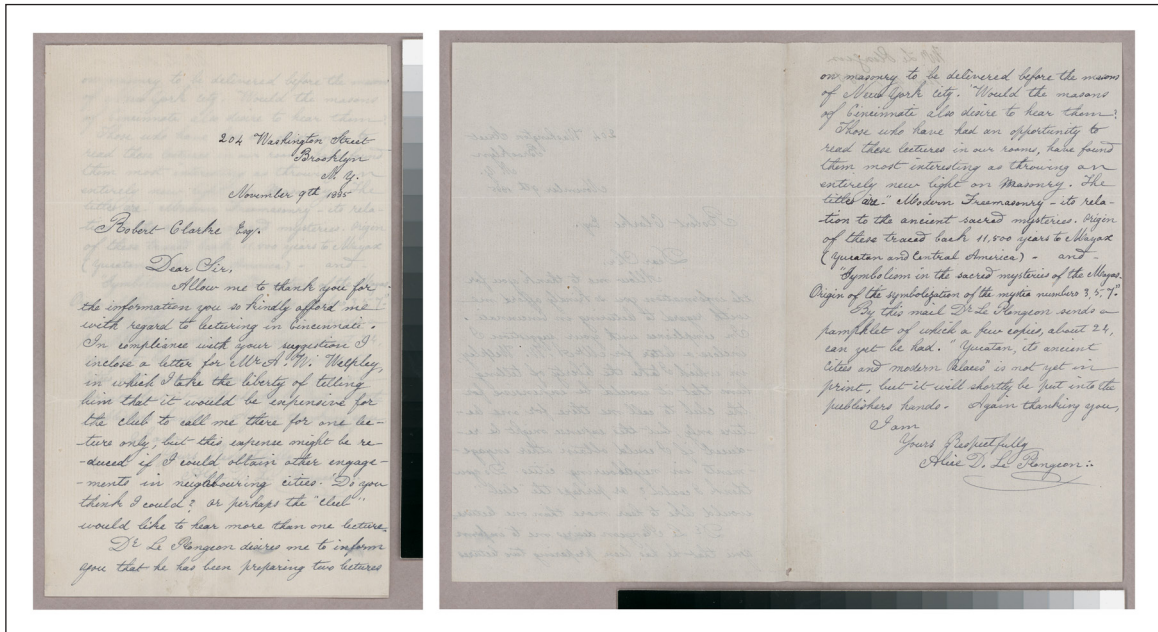 204 Washington Street
Brooklyn
N. Y.
November 9th 1885
Robert Clarke Esq.
Dear Sir,
Allow me to thank you for
the information you so kindly afford me
with regard to lecturing in Cincinnati.
In compliance with your suggestion I
inclose a letter for Mr. A. W. Whelpley,
in which I take the liberty of telling
him that it would be expensive for
the club to call me there for one lec-
-ture only; but this expense might be re-
-duced if I could obtain other engage-
-ments in neighbouring cities. Do you
think I could? or perhaps the "club"
would like to hear more than one lecture.
Dr Le Plongeon desires me to inform
you that he has been preparing two lectures
on masonry to be delivered before the masons
of New York city. Would the masons
of Cincinnati also desire to hear them?
Those who have had an opportunity to
read these lectures in our rooms, have found
them most interesting as throwing an
entirely new light on Masonry. The
titles are - "Modern Freemasonry - its rela-
tion to the ancient sacred mysteries. Origin
of these traced back 11,500 years to Mayax
(Yucatan and Central America) - and -
"Symbolism in the sacred mysteries of the Mayas.
Origin of the symbolization of the mystic numbers 3, 5, 7."
By this mail Dr Le Plongeon sends a
pamphlet of which a few copies, about 24,
can yet be had. "Yucatan, its ancient
cities and modern Palaces" is not yet in
print, but it will shortly be put into the
publishers hands. Again thanking you,
I am
Yours Respectfully
Alice D. Le Plongeon